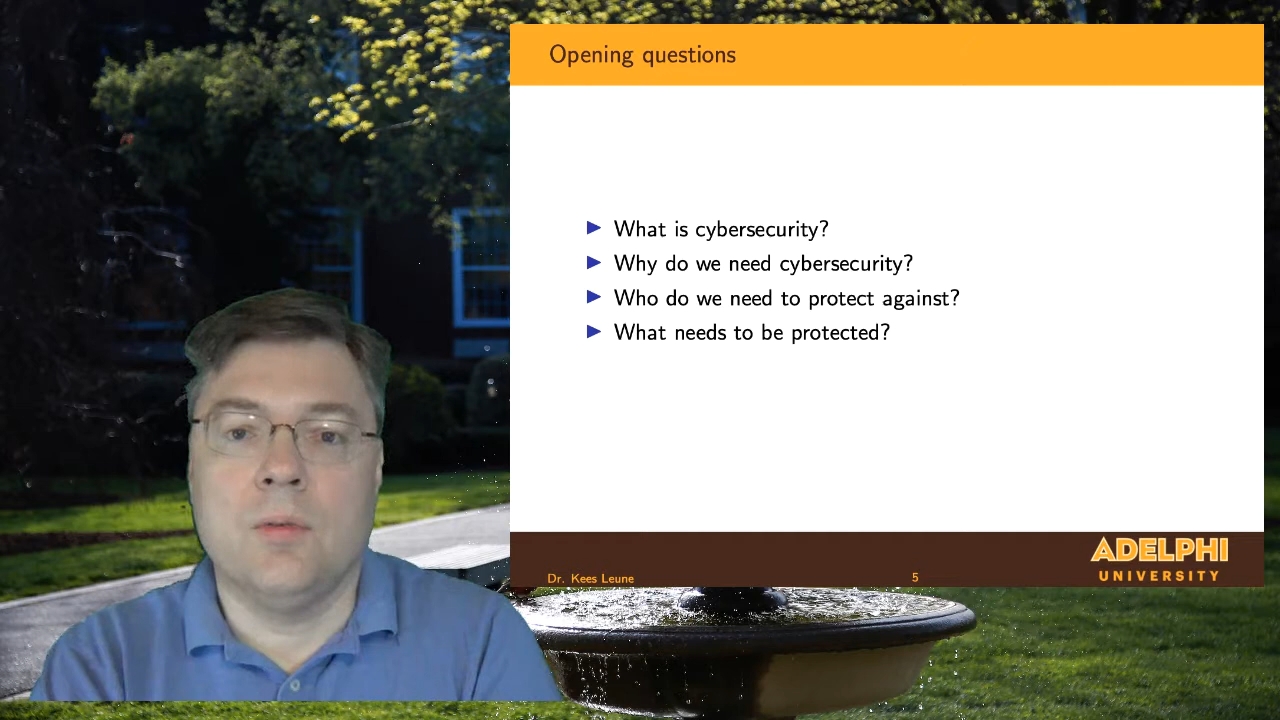 Opening questions
What is cybersecurity?
Why do we need cybersecurity?
Who do we need to protect against?
What needs to be protected?
Dr. Kees Leune
5
ADELPHI
UNIVERSITY